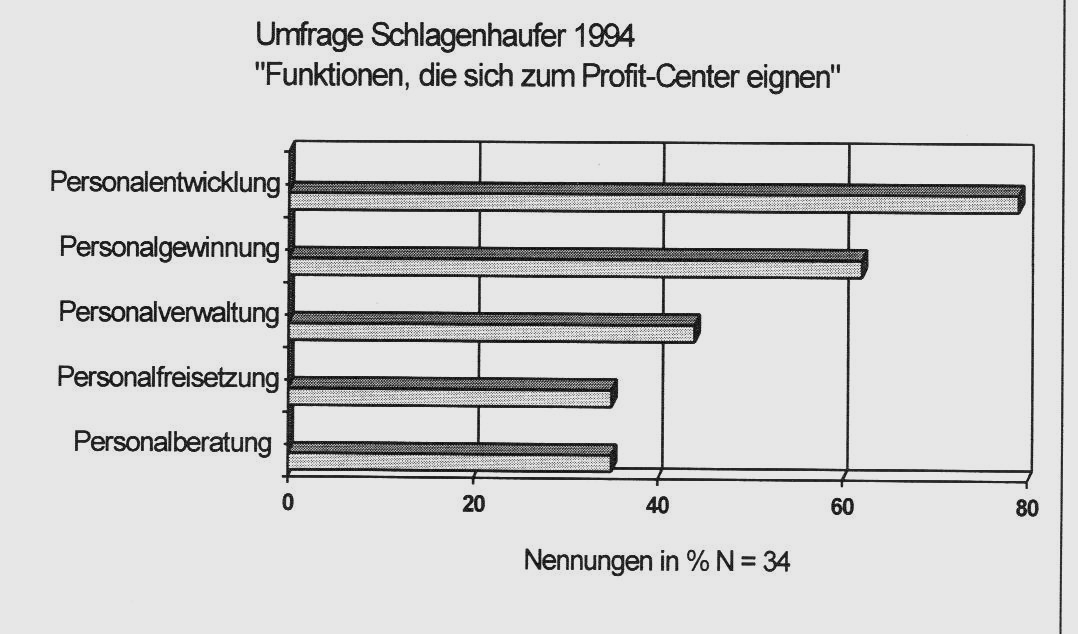 Umfrage Schlagenhaufer 1994
"Funktionen, die sich zum Profit-Center eignen"
Personalentwicklung
Personalgewinnung
Personalverwaltung
Personalfreisetzung
Personalberatung
0 20 40 60 80
Nennungen in % N = 34